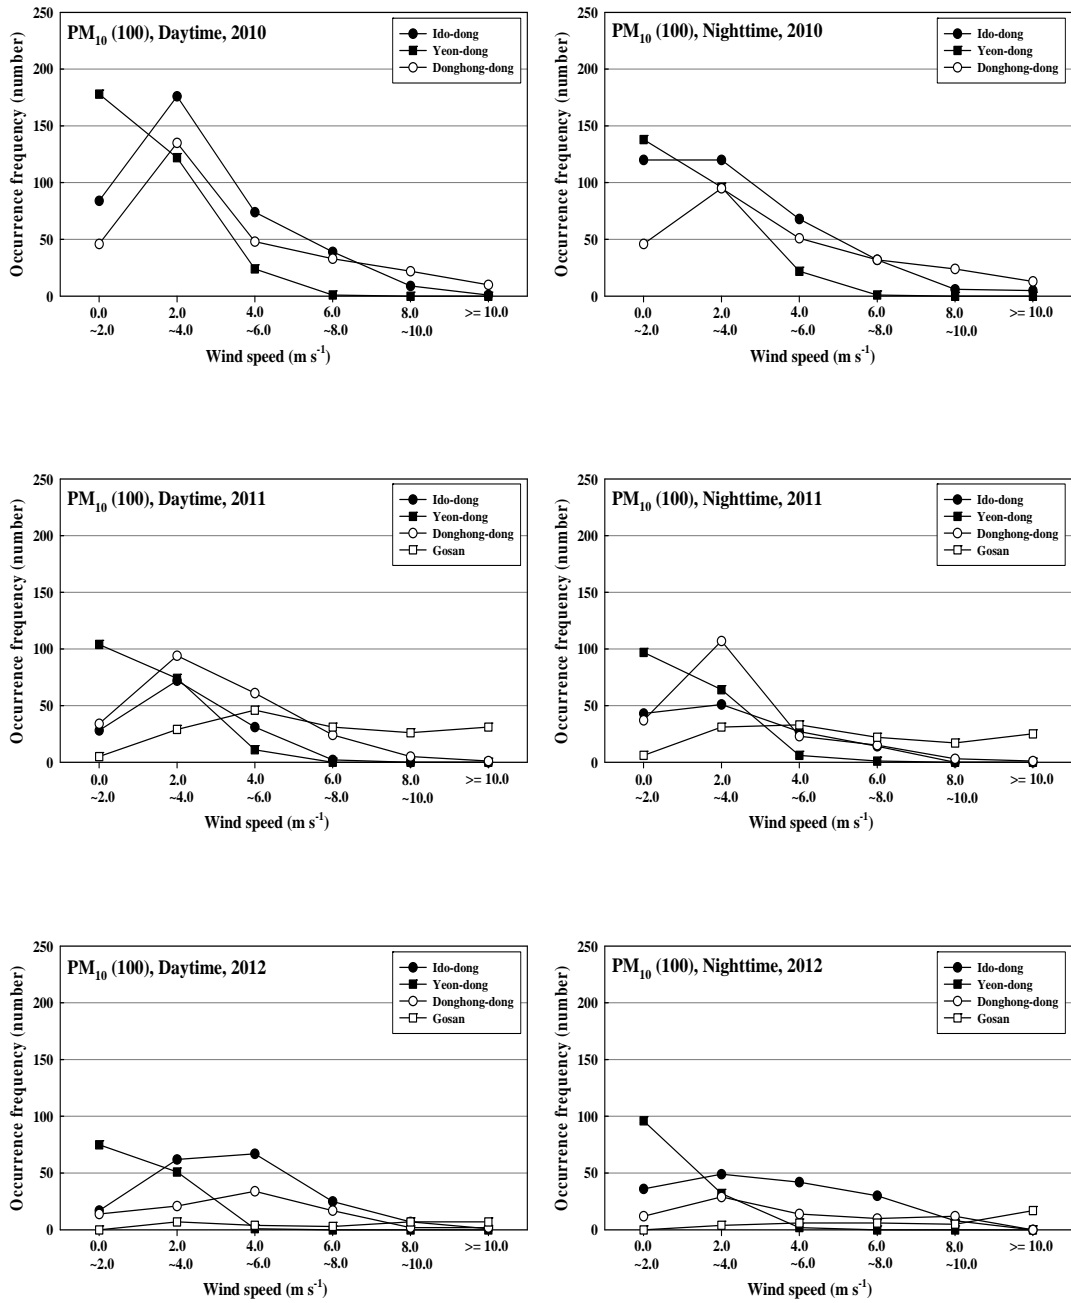 PM10 (100), Daytime, 2010
Ido-dong
Yeon-dong
Donghong-dong
Occurrence frequency (number)
250
200
150
100
50
0
0.0 2.0 4.0 6.0 8.0 >= 10.0
~2.0 ~4.0 ~6.0 ~8.0 ~10.0
Wind speed (m s-1)
PM10 (100), Nighttime, 2010
Ido-dong
Yeon-dong
Donghong-dong
Occurrence frequency (number)
250
200
150
100
50
0
0.0 2.0 4.0 6.0 8.0 >= 10.0
~2.0 ~4.0 ~6.0 ~8.0 ~10.0
Wind speed (m s-1)
PM10 (100), Daytime, 2011
Ido-dong
Yeon-dong
Donghong-dong
Gosan
Occurrence frequency (number)
250
200
150
100
50
0
0.0 2.0 4.0 6.0 8.0 >= 10.0
~2.0 ~4.0 ~6.0 ~8.0 ~10.0
Wind speed (m s-1)
PM10 (100), Nighttime, 2011
Ido-dong
Yeon-dong
Donghong-dong
Gosan
Occurrence frequency (number)
250
200
150
100
50
0
0.0 2.0 4.0 6.0 8.0 >= 10.0
~2.0 ~4.0 ~6.0 ~8.0 ~10.0
Wind speed (m s-1)
PM10 (100), Daytime, 2012
Ido-dong
Yeon-dong
Donghong-dong
Gosan
Occurrence frequency (number)
250
200
150
100
50
0
0.0 2.0 4.0 6.0 8.0 >= 10.0
~2.0 ~4.0 ~6.0 ~8.0 ~10.0
Wind speed (m s-1)
PM10 (100), Nighttime, 2012
Ido-dong
Yeon-dong
Donghong-dong
Gosan
Occurrence frequency (number)
250
200
150
100
50
0
0.0 2.0 4.0 6.0 8.0 >= 10.0
~2.0 ~4.0 ~6.0 ~8.0 ~10.0
Wind speed (m s-1)